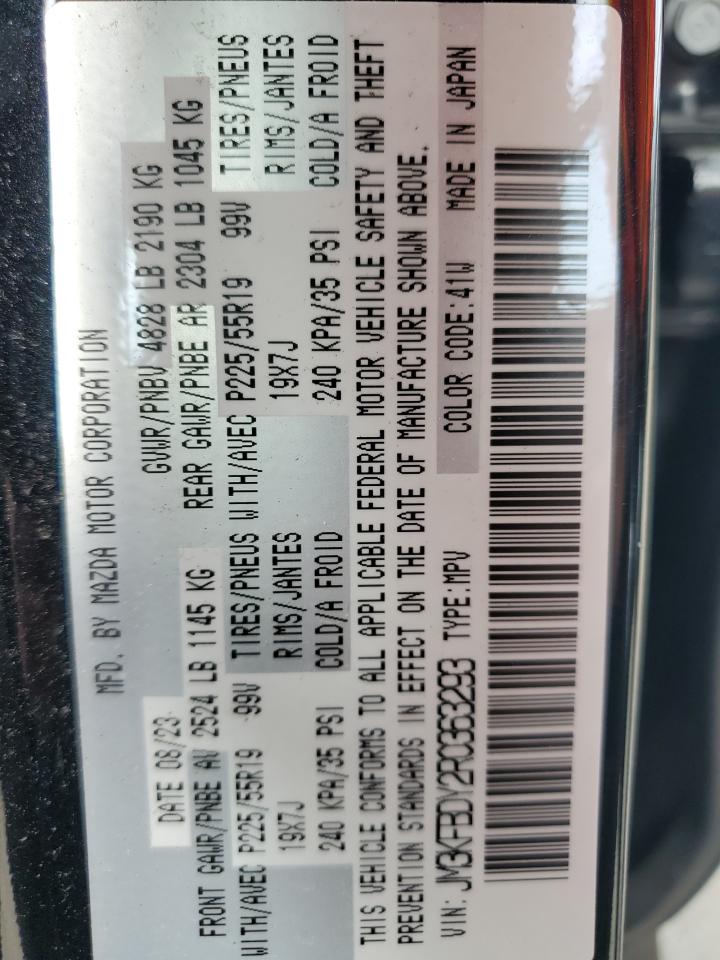 MFD. BY MAZDA MOTOR CORPORATION
DATE 08/23 GVWR/PNBV 4828 LB 2190 KG
FRONT GAWR/PNBE AV 2524 LB 1145 KG REAR GAWR/PNBE AR 2304 LB 1045 KG
WITH/AVEC P225/55R19 99V TIRES/PNEUS WITH/AVEC P225/55R19 99V TIRES/PNEUS
19X7J RIMS/JANTES 19X7J RIMS/JANTES
240 KPA/35 PSI COLD/A FROID 240 KPA/35 PSI COLD/A FROID
THIS VEHICLE CONFORMS TO ALL APPLICABLE FEDERAL MOTOR VEHICLE SAFETY AND THEFT
PREVENTION STANDARDS IN EFFECT ON THE DATE OF MANUFACTURE SHOWN ABOVE.
VIN: JM3KFBDY2R0363293 TYPE:MPV COLOR CODE:41W MADE IN JAPAN